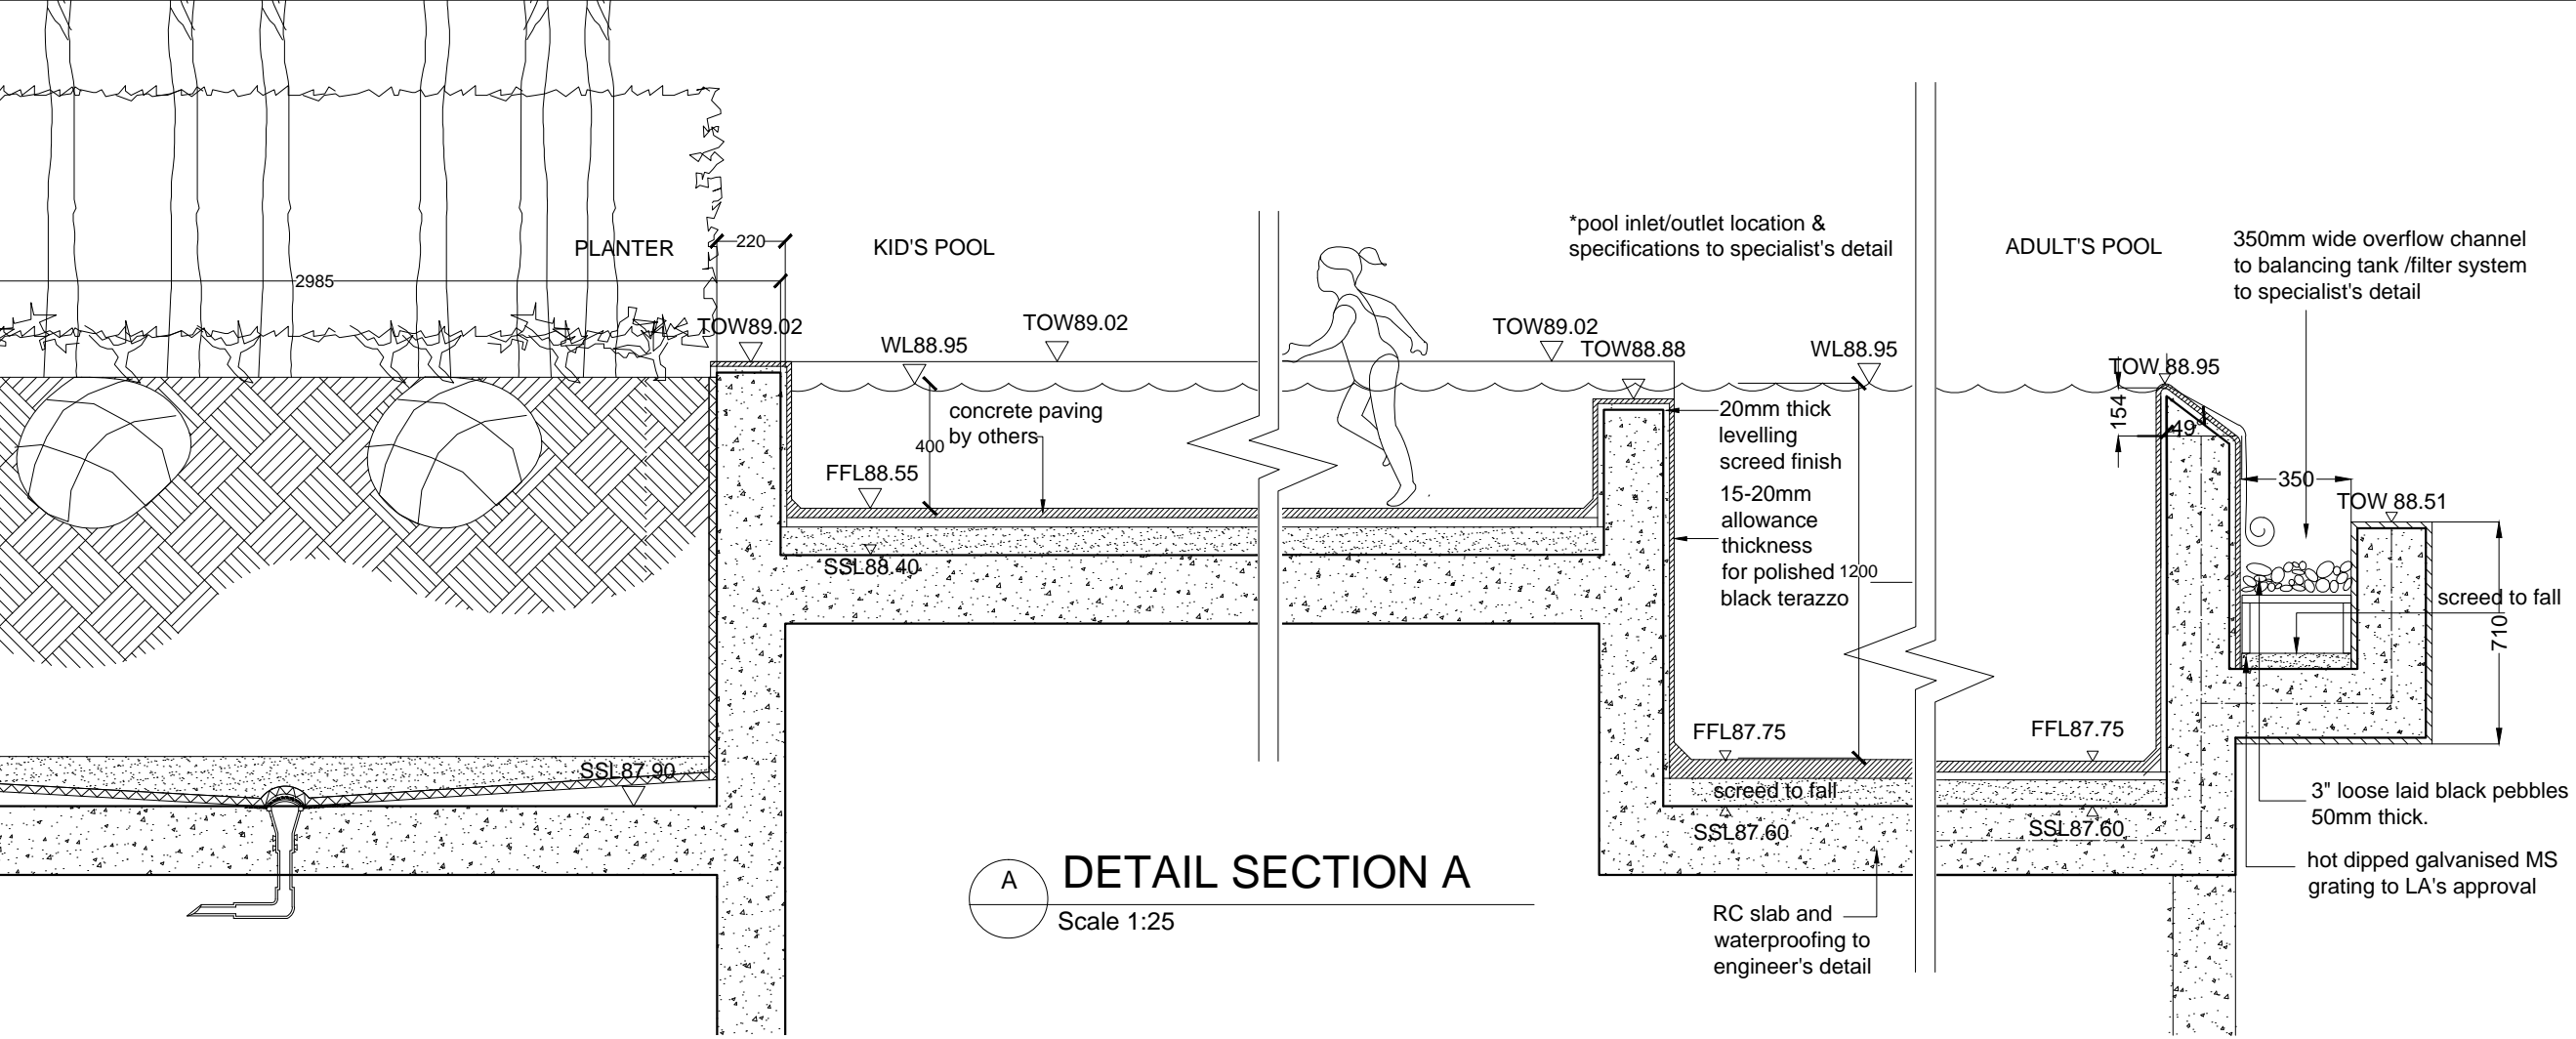 PLANTER
220
KID'S POOL
2985
*pool inlet/outlet location &
specifications to specialist's detail
ADULT'S POOL
350mm wide overflow channel
to balancing tank /filter system
to specialist's detail
TOW89.02
WL88.95
TOW89.02
TOW89.02
TOW88.88
WL88.95
TOW 88.95
concrete paving
by others
400
FFL88.55
SSL88.40
20mm thick
levelling
screed finish
15-20mm
allowance
thickness
for polished
black terazzo
1200
154
49°
350
TOW 88.51
screed to fall
710
SSL87.90
FFL87.75
screed to fall
SSL87.60
FFL87.75
SSL87.60
3" loose laid black pebbles
50mm thick.
hot dipped galvanised MS
grating to LA's approval
RC slab and
waterproofing to
engineer's detail
A
DETAIL SECTION A
Scale 1:25